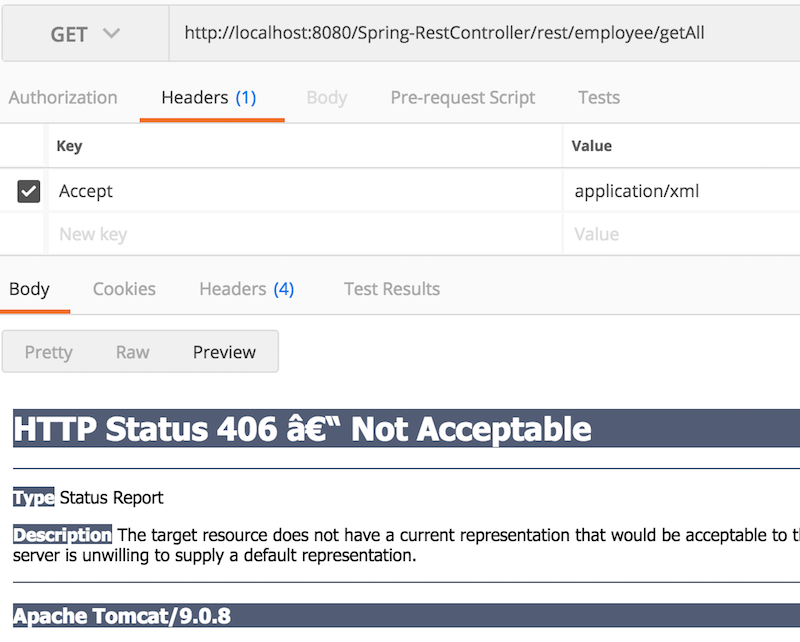 GET http://localhost:8080/Spring-RestController/rest/employee/getAll
Authorization Headers (1) Body Pre-request Script Tests
Key Value
Accept application/xml
New key Value
Body Cookies Headers (4) Test Results
Pretty Raw Preview
HTTP Status 406 â€“ Not Acceptable
Type Status Report
Description The target resource does not have a current representation that would be acceptable to
server is unwilling to supply a default representation.
Apache Tomcat/9.0.8